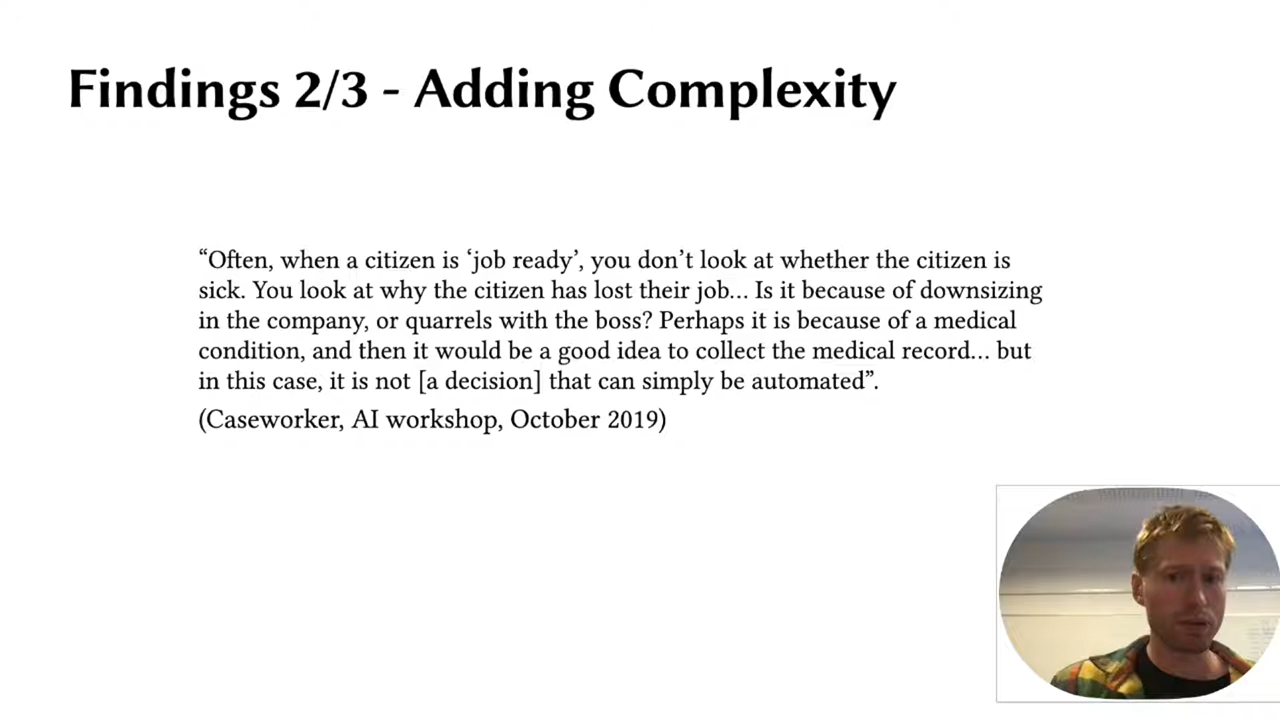 Findings 2/3 - Adding Complexity
“Often, when a citizen is ‘job ready’, you don’t look at whether the citizen is
sick. You look at why the citizen has lost their job... Is it because of downsizing
in the company, or quarrels with the boss? Perhaps it is because of a medical
condition, and then it would be a good idea to collect the medical record... but
in this case, it is not [a decision] that can simply be automated”.
(Caseworker, AI workshop, October 2019)